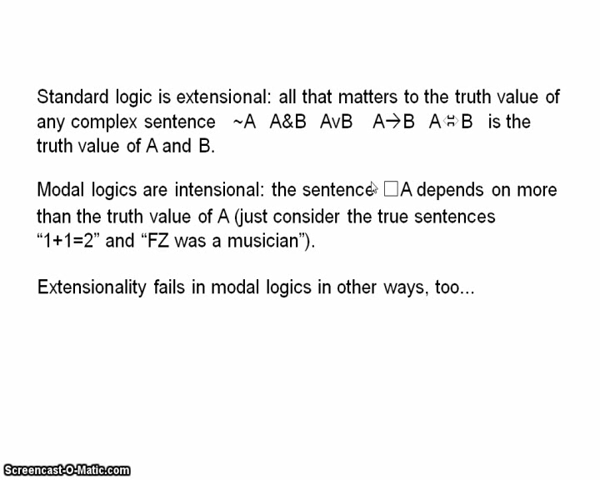 Standard logic is extensional: all that matters to the truth value of
any complex sentence ~A A&B AvB A→B A⇔B is the
truth value of A and B.
Modal logics are intensional: the sentence □A depends on more
than the truth value of A (just consider the true sentences
“1+1=2” and “FZ was a musician”).
Extensionality fails in modal logics in other ways, too...
Screencast-O-Matic.com